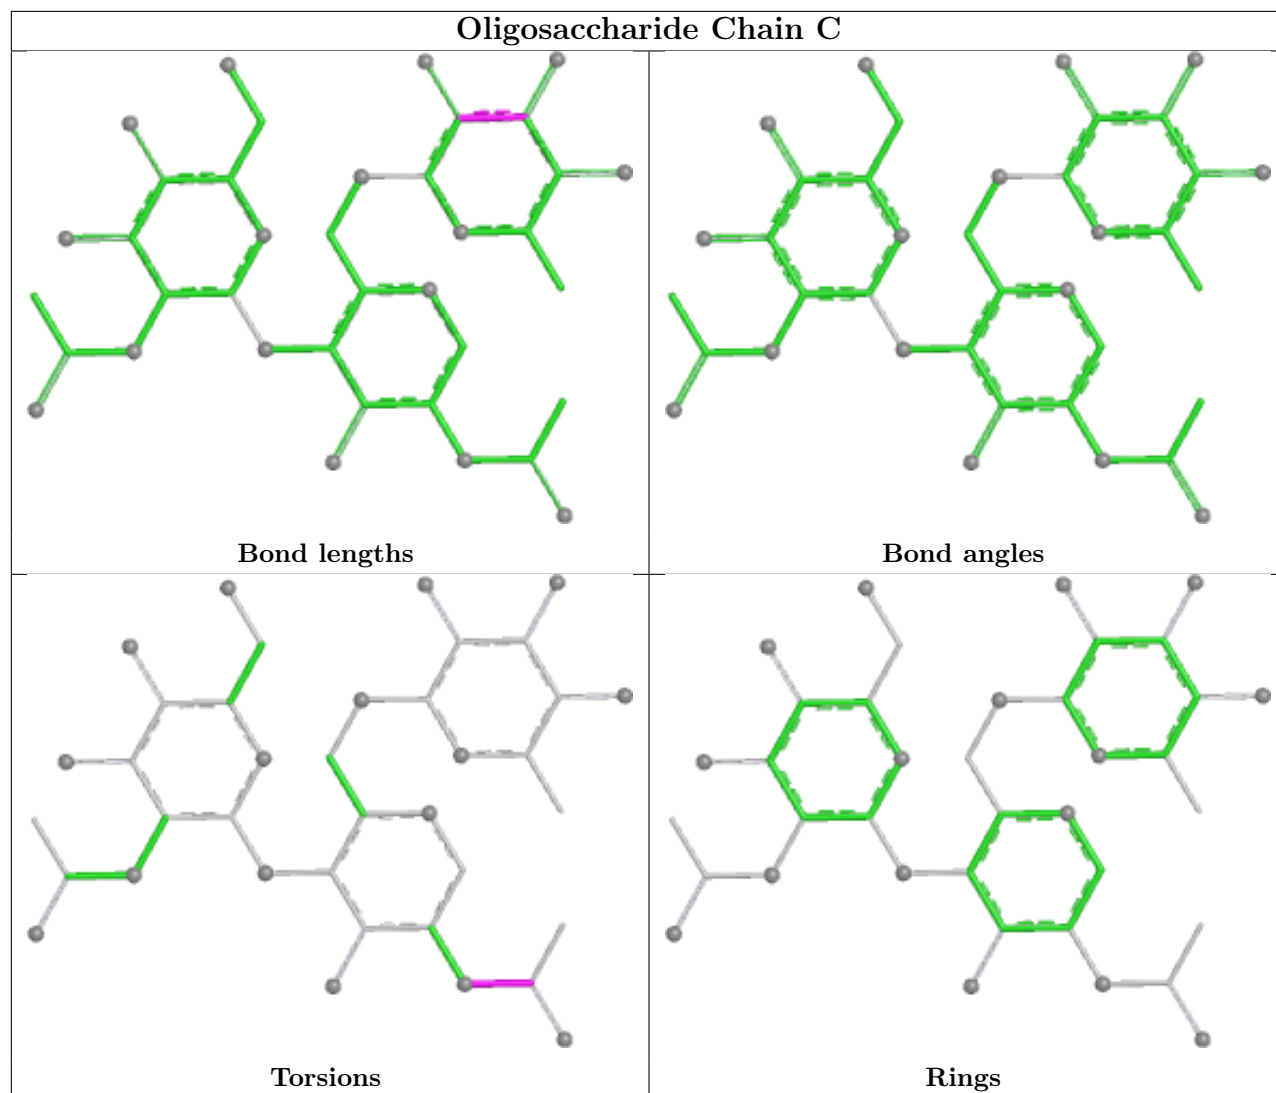 Oligosaccharide Chain C
Bond lengths
Bond angles
Torsions
Rings